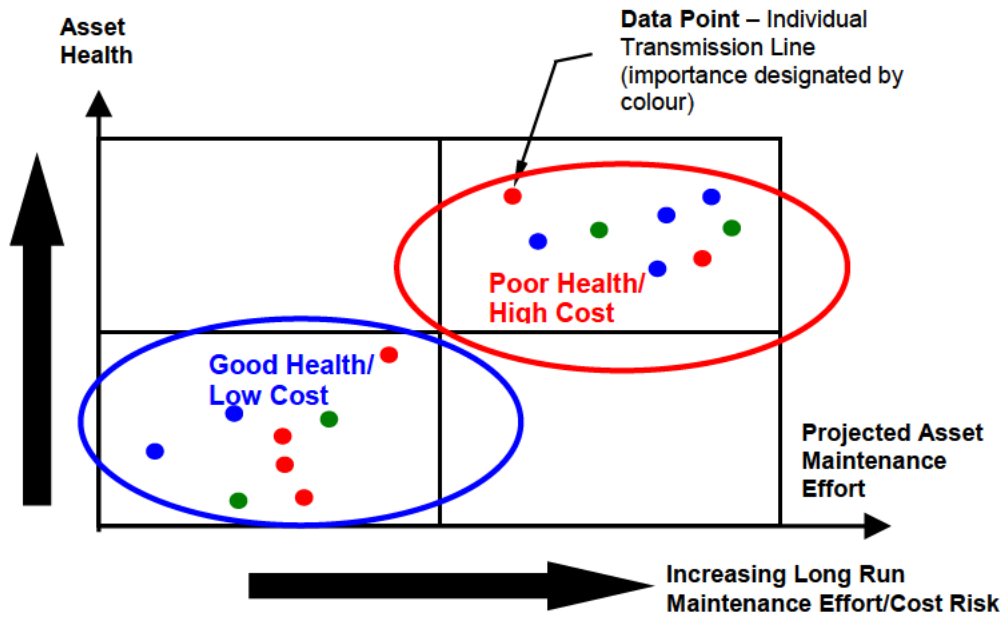 Asset
Health
Data Point – Individual
Transmission Line
(importance designated by
colour)
Poor Health/
High Cost
Good Health/
Low Cost
Projected Asset
Maintenance
Effort
Increasing Long Run
Maintenance Effort/Cost Risk